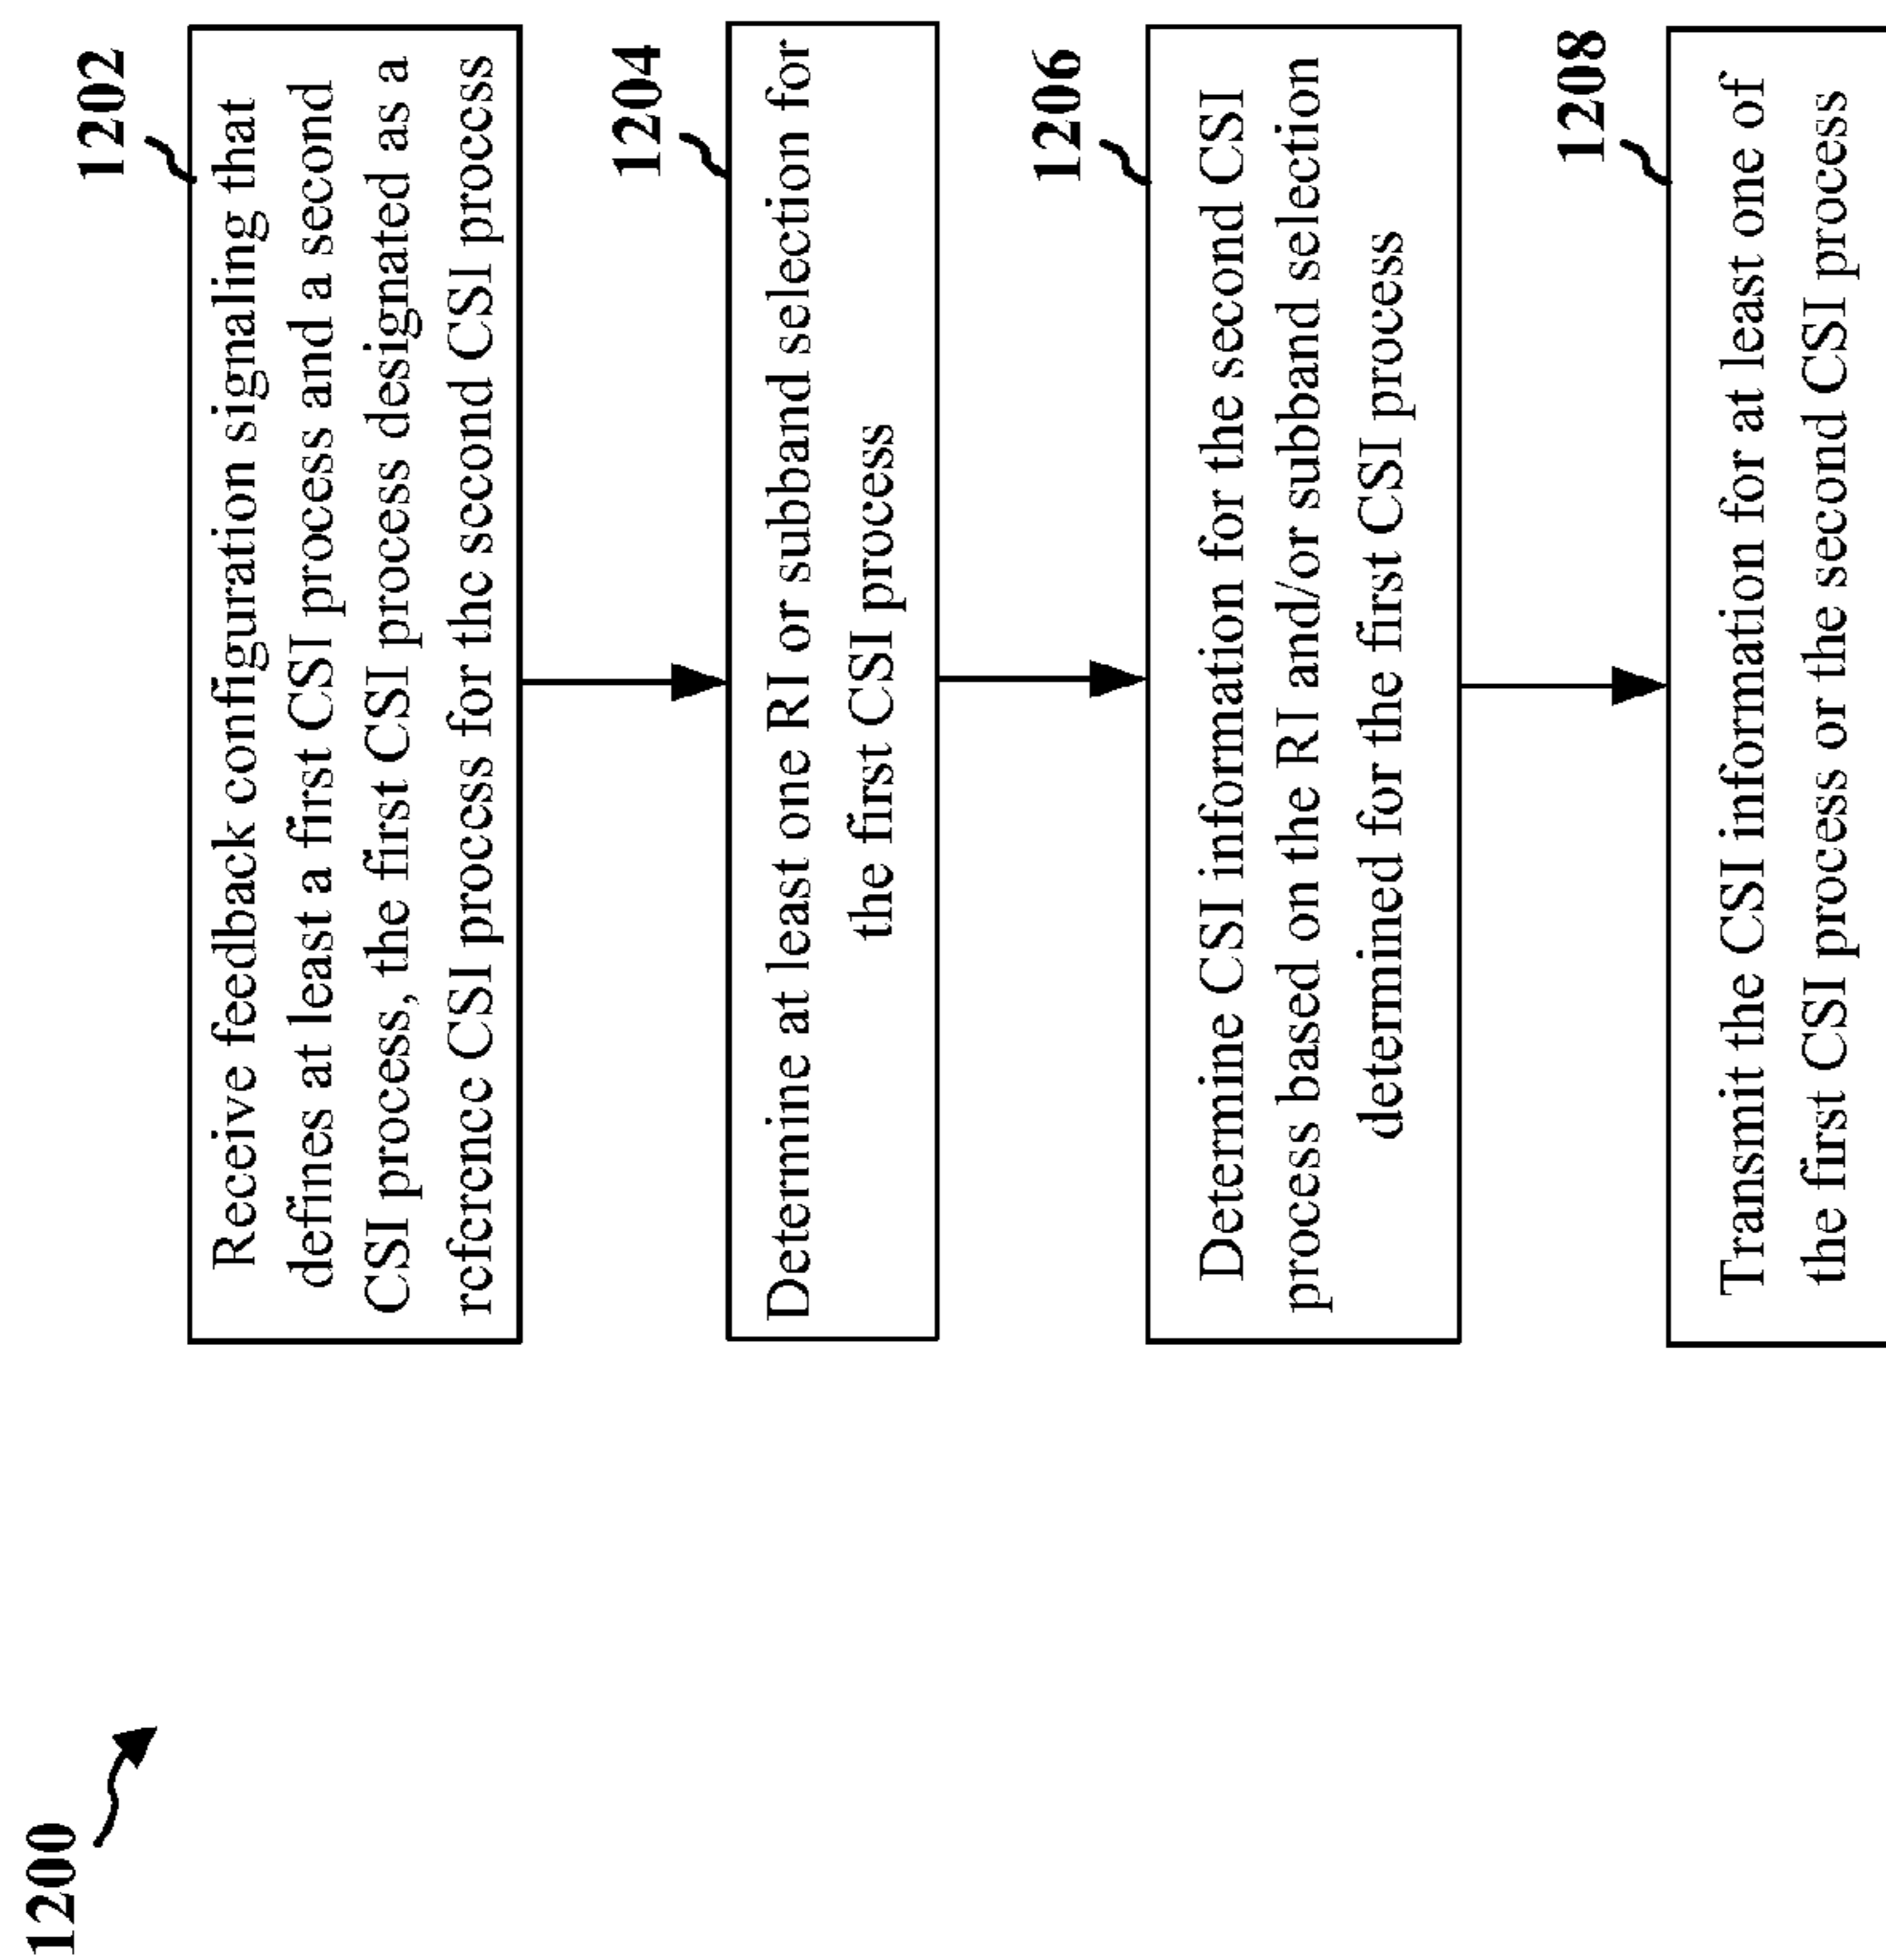 1200
1202
Receive feedback configuration signaling that
defines at least a first CSI process and a second
CSI process, the first CSI process designated as a
reference CSI process for the second CSI process
1204
Determine at least one RI or subband selection for
the first CSI process
1206
Determine CSI information for the second CSI
process based on the RI and/or subband selection
determined for the first CSI process
1208
Transmit the CSI information for at least one of
the first CSI process or the second CSI process